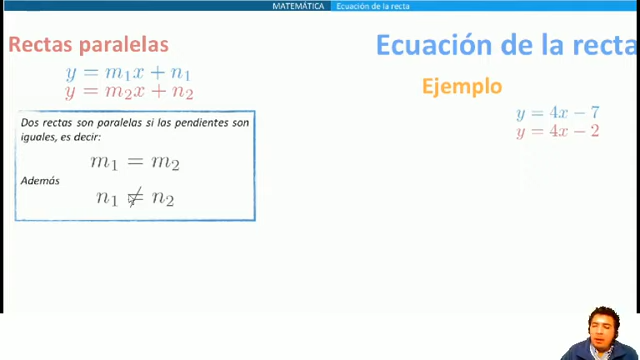 MATEMÁTICA Ecuación de la recta
Rectas paralelas
y = m₁x + n₁
y = m₂x + n₂
Dos rectas son paralelas si las pendientes son
iguales, es decir:
m₁ = m₂
Además
n₁ ≠ n₂
Ecuación de la recta
Ejemplo
y = 4x − 7
y = 4x − 2